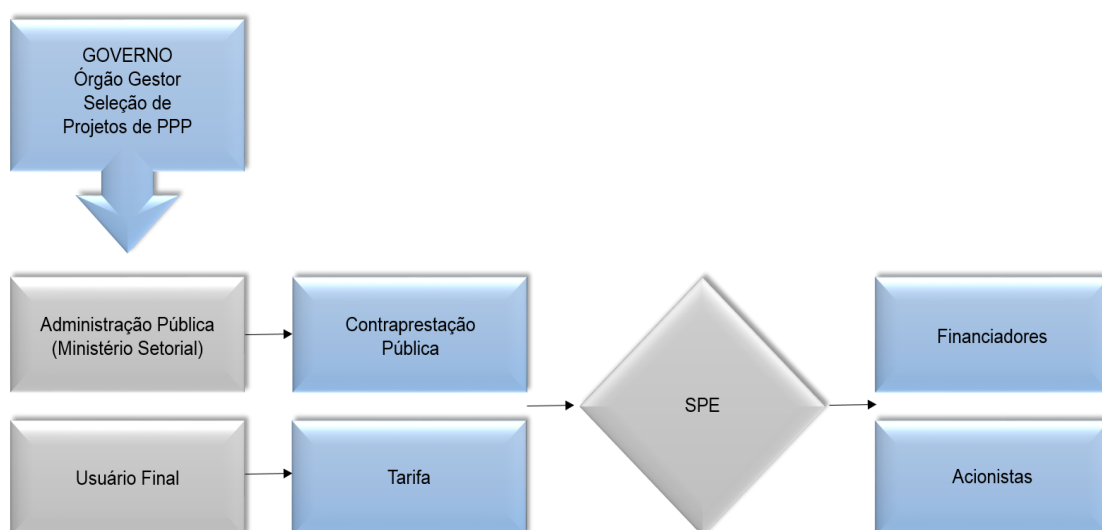 GOVERNO
Órgão Gestor
Seleção de
Projetos de PPP
Administração Pública
(Ministério Setorial)
Contraprestação
Pública
SPE
Financiadores
Usuário Final
Tarifa
Acionistas